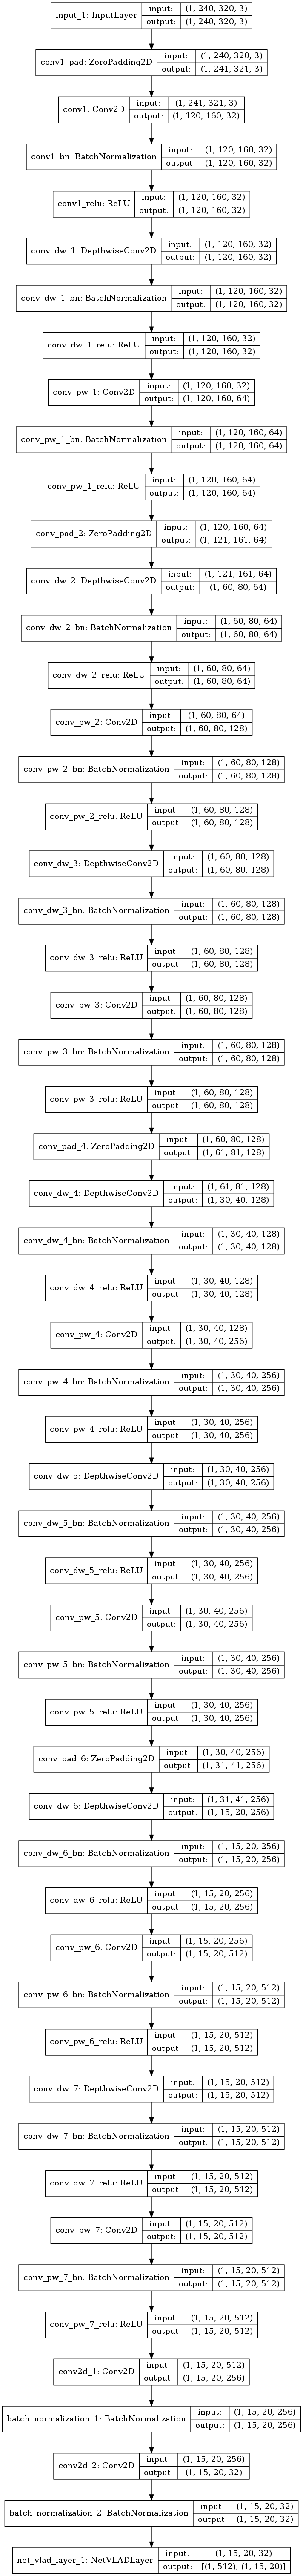 input_1: InputLayer input: (1, 240, 320, 3)
output: (1, 240, 320, 3)
conv1_pad: ZeroPadding2D input: (1, 240, 320, 3)
output: (1, 241, 321, 3)
conv1: Conv2D input: (1, 241, 321, 3)
output: (1, 120, 160, 32)
conv1_bn: BatchNormalization input: (1, 120, 160, 32)
output: (1, 120, 160, 32)
conv1_relu: ReLU input: (1, 120, 160, 32)
output: (1, 120, 160, 32)
conv_dw_1: DepthwiseConv2D input: (1, 120, 160, 32)
output: (1, 120, 160, 32)
conv_dw_1_bn: BatchNormalization input: (1, 120, 160, 32)
output: (1, 120, 160, 32)
conv_dw_1_relu: ReLU input: (1, 120, 160, 32)
output: (1, 120, 160, 32)
conv_pw_1: Conv2D input: (1, 120, 160, 32)
output: (1, 120, 160, 64)
conv_pw_1_bn: BatchNormalization input: (1, 120, 160, 64)
output: (1, 120, 160, 64)
conv_pw_1_relu: ReLU input: (1, 120, 160, 64)
output: (1, 120, 160, 64)
conv_pad_2: ZeroPadding2D input: (1, 120, 160, 64)
output: (1, 121, 161, 64)
conv_dw_2: DepthwiseConv2D input: (1, 121, 161, 64)
output: (1, 60, 80, 64)
conv_dw_2_bn: BatchNormalization input: (1, 60, 80, 64)
output: (1, 60, 80, 64)
conv_dw_2_relu: ReLU input: (1, 60, 80, 64)
output: (1, 60, 80, 64)
conv_pw_2: Conv2D input: (1, 60, 80, 64)
output: (1, 60, 80, 128)
conv_pw_2_bn: BatchNormalization input: (1, 60, 80, 128)
output: (1, 60, 80, 128)
conv_pw_2_relu: ReLU input: (1, 60, 80, 128)
output: (1, 60, 80, 128)
conv_dw_3: DepthwiseConv2D input: (1, 60, 80, 128)
output: (1, 60, 80, 128)
conv_dw_3_bn: BatchNormalization input: (1, 60, 80, 128)
output: (1, 60, 80, 128)
conv_dw_3_relu: ReLU input: (1, 60, 80, 128)
output: (1, 60, 80, 128)
conv_pw_3: Conv2D input: (1, 60, 80, 128)
output: (1, 60, 80, 128)
conv_pw_3_bn: BatchNormalization input: (1, 60, 80, 128)
output: (1, 60, 80, 128)
conv_pw_3_relu: ReLU input: (1, 60, 80, 128)
output: (1, 60, 80, 128)
conv_pad_4: ZeroPadding2D input: (1, 60, 80, 128)
output: (1, 61, 81, 128)
conv_dw_4: DepthwiseConv2D input: (1, 61, 81, 128)
output: (1, 30, 40, 128)
conv_dw_4_bn: BatchNormalization input: (1, 30, 40, 128)
output: (1, 30, 40, 128)
conv_dw_4_relu: ReLU input: (1, 30, 40, 128)
output: (1, 30, 40, 128)
conv_pw_4: Conv2D input: (1, 30, 40, 128)
output: (1, 30, 40, 256)
conv_pw_4_bn: BatchNormalization input: (1, 30, 40, 256)
output: (1, 30, 40, 256)
conv_pw_4_relu: ReLU input: (1, 30, 40, 256)
output: (1, 30, 40, 256)
conv_dw_5: DepthwiseConv2D input: (1, 30, 40, 256)
output: (1, 30, 40, 256)
conv_dw_5_bn: BatchNormalization input: (1, 30, 40, 256)
output: (1, 30, 40, 256)
conv_dw_5_relu: ReLU input: (1, 30, 40, 256)
output: (1, 30, 40, 256)
conv_pw_5: Conv2D input: (1, 30, 40, 256)
output: (1, 30, 40, 256)
conv_pw_5_bn: BatchNormalization input: (1, 30, 40, 256)
output: (1, 30, 40, 256)
conv_pw_5_relu: ReLU input: (1, 30, 40, 256)
output: (1, 30, 40, 256)
conv_pad_6: ZeroPadding2D input: (1, 30, 40, 256)
output: (1, 31, 41, 256)
conv_dw_6: DepthwiseConv2D input: (1, 31, 41, 256)
output: (1, 15, 20, 256)
conv_dw_6_bn: BatchNormalization input: (1, 15, 20, 256)
output: (1, 15, 20, 256)
conv_dw_6_relu: ReLU input: (1, 15, 20, 256)
output: (1, 15, 20, 256)
conv_pw_6: Conv2D input: (1, 15, 20, 256)
output: (1, 15, 20, 512)
conv_pw_6_bn: BatchNormalization input: (1, 15, 20, 512)
output: (1, 15, 20, 512)
conv_pw_6_relu: ReLU input: (1, 15, 20, 512)
output: (1, 15, 20, 512)
conv_dw_7: DepthwiseConv2D input: (1, 15, 20, 512)
output: (1, 15, 20, 512)
conv_dw_7_bn: BatchNormalization input: (1, 15, 20, 512)
output: (1, 15, 20, 512)
conv_dw_7_relu: ReLU input: (1, 15, 20, 512)
output: (1, 15, 20, 512)
conv_pw_7: Conv2D input: (1, 15, 20, 512)
output: (1, 15, 20, 512)
conv_pw_7_bn: BatchNormalization input: (1, 15, 20, 512)
output: (1, 15, 20, 512)
conv_pw_7_relu: ReLU input: (1, 15, 20, 512)
output: (1, 15, 20, 512)
conv2d_1: Conv2D input: (1, 15, 20, 512)
output: (1, 15, 20, 256)
batch_normalization_1: BatchNormalization input: (1, 15, 20, 256)
output: (1, 15, 20, 256)
conv2d_2: Conv2D input: (1, 15, 20, 256)
output: (1, 15, 20, 32)
batch_normalization_2: BatchNormalization input: (1, 15, 20, 32)
output: (1, 15, 20, 32)
net_vlad_layer_1: NetVLADLayer input: (1, 15, 20, 32)
output: [(1, 512), (1, 15, 20)]